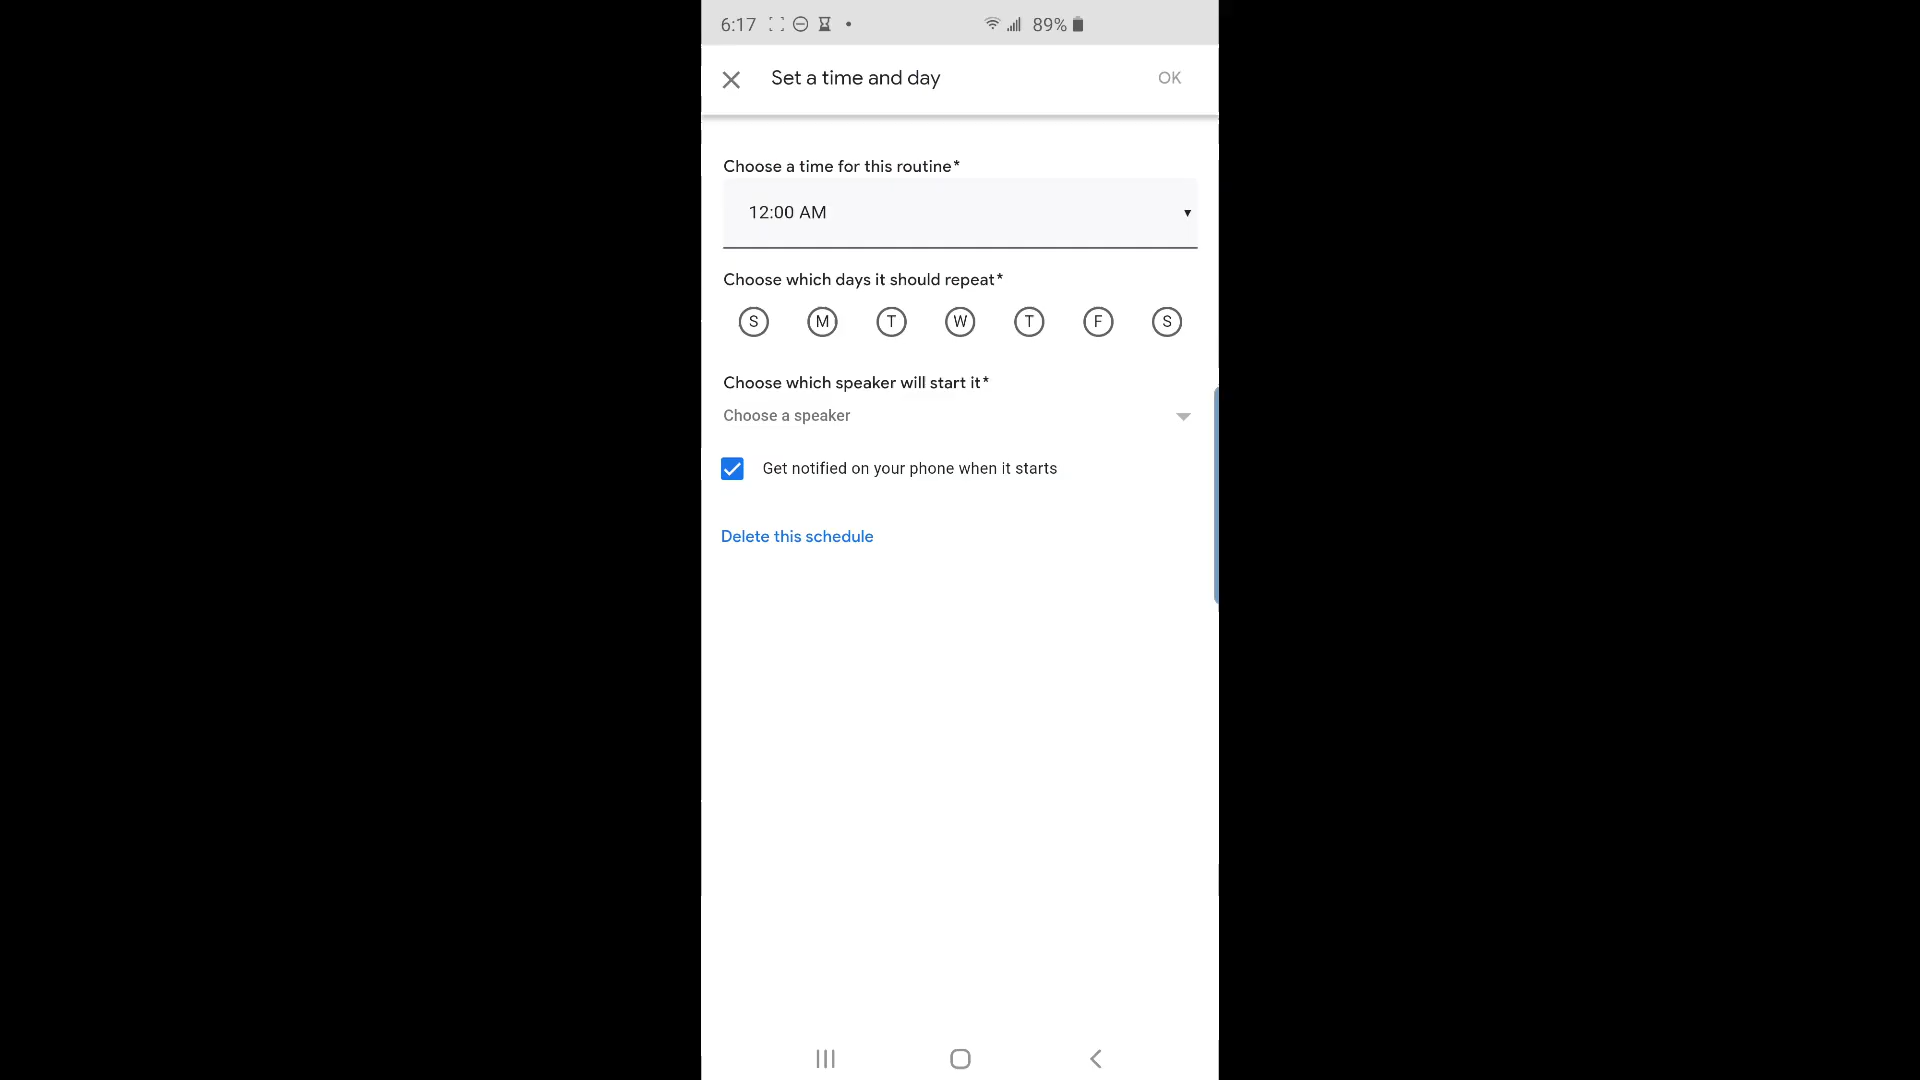 6:17 89%
Set a time and day OK
Choose a time for this routine*
12:00 AM
Choose which days it should repeat*
S M T W T F S
Choose which speaker will start it*
Choose a speaker
Get notified on your phone when it starts
Delete this schedule